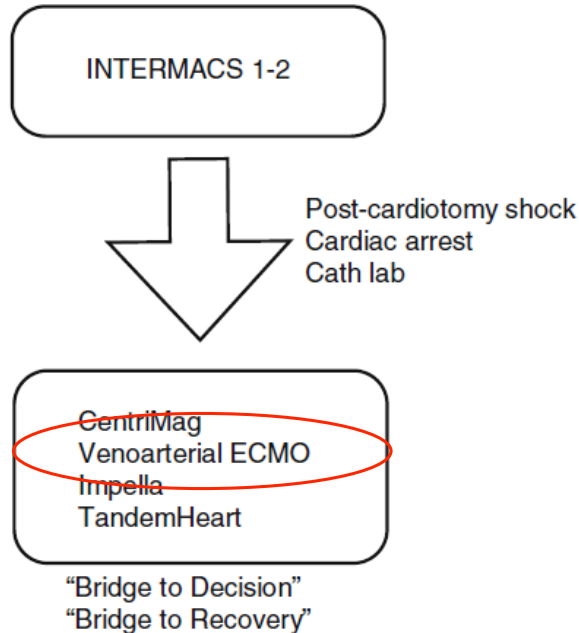 INTERMACS 1-2
Post-cardiotomy shock
Cardiac arrest
Cath lab
CentriMag
Venoarterial ECMO
Impella
TandemHeart
“Bridge to Decision”
“Bridge to Recovery”